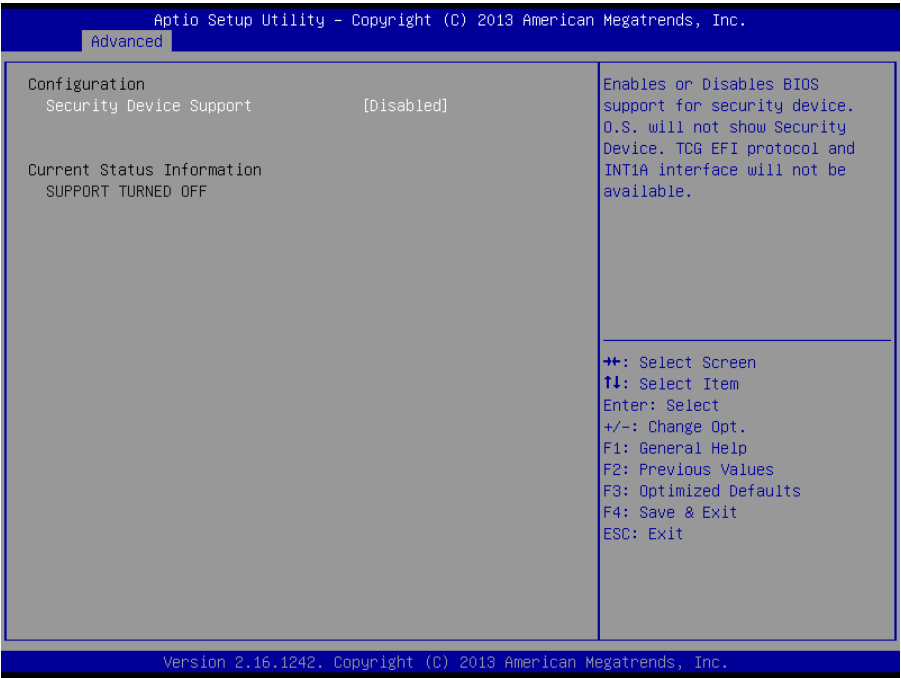 Aptio Setup Utility – Copyright (C) 2013 American Megatrends, Inc.
Advanced
Configuration
Security Device Support [Disabled]
Current Status Information
SUPPORT TURNED OFF
Enables or Disables BIOS
support for security device.
O.S. will not show Security
Device. TCG EFI protocol and
INT1A interface will not be
available.
→←: Select Screen
↑↓: Select Item
Enter: Select
+/-: Change Opt.
F1: General Help
F2: Previous Values
F3: Optimized Defaults
F4: Save & Exit
ESC: Exit
Version 2.16.1242. Copyright (C) 2013 American Megatrends, Inc.